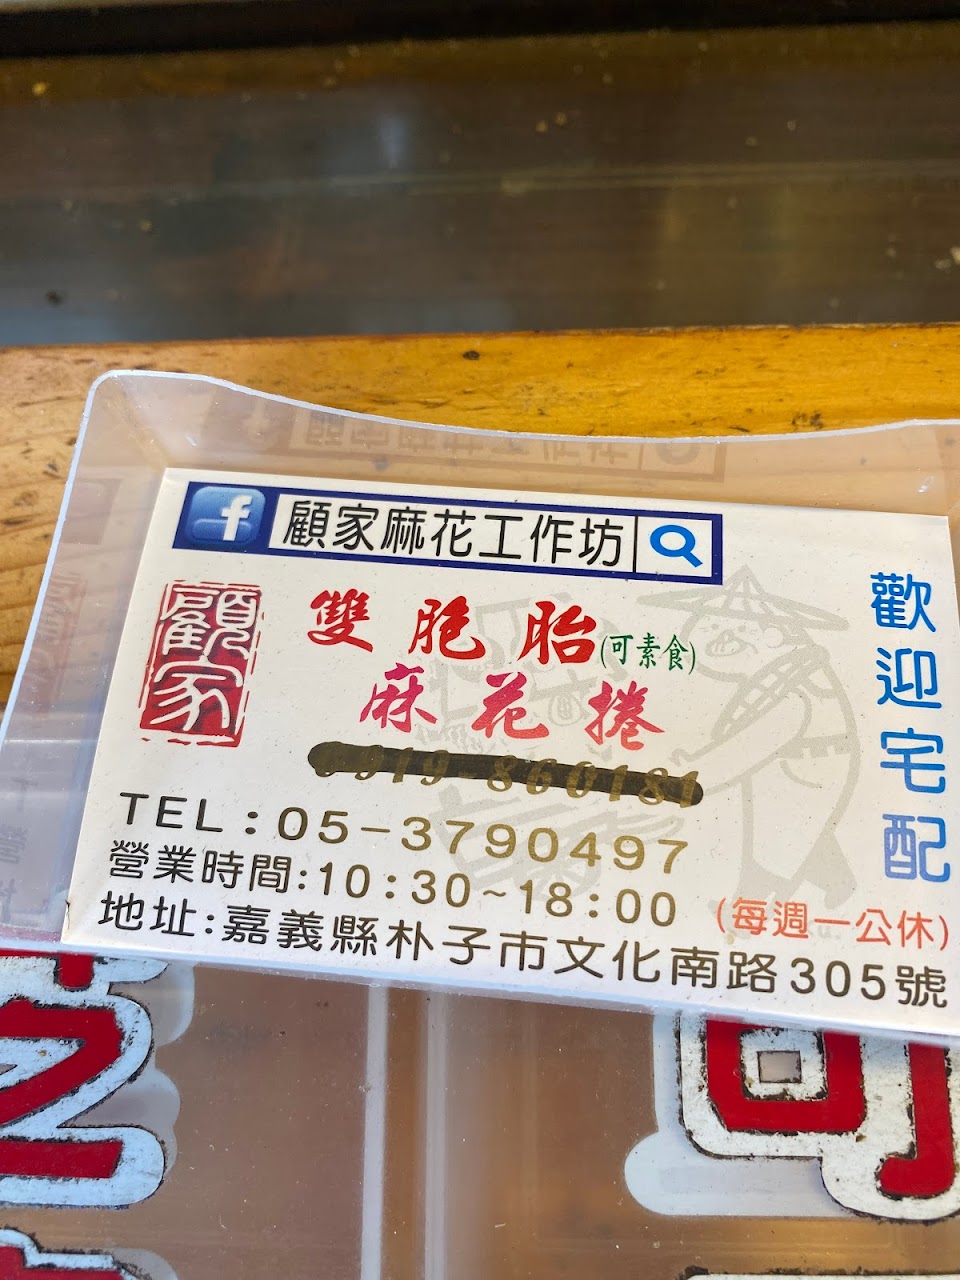 顧家麻花工作坊
顧家
雙胞胎(可素食)
麻花捲
0919-860181
TEL:05-3790497
營業時間:10:30~18:00
(每週一公休)
地址:嘉義縣朴子市文化南路305號
歡迎宅配